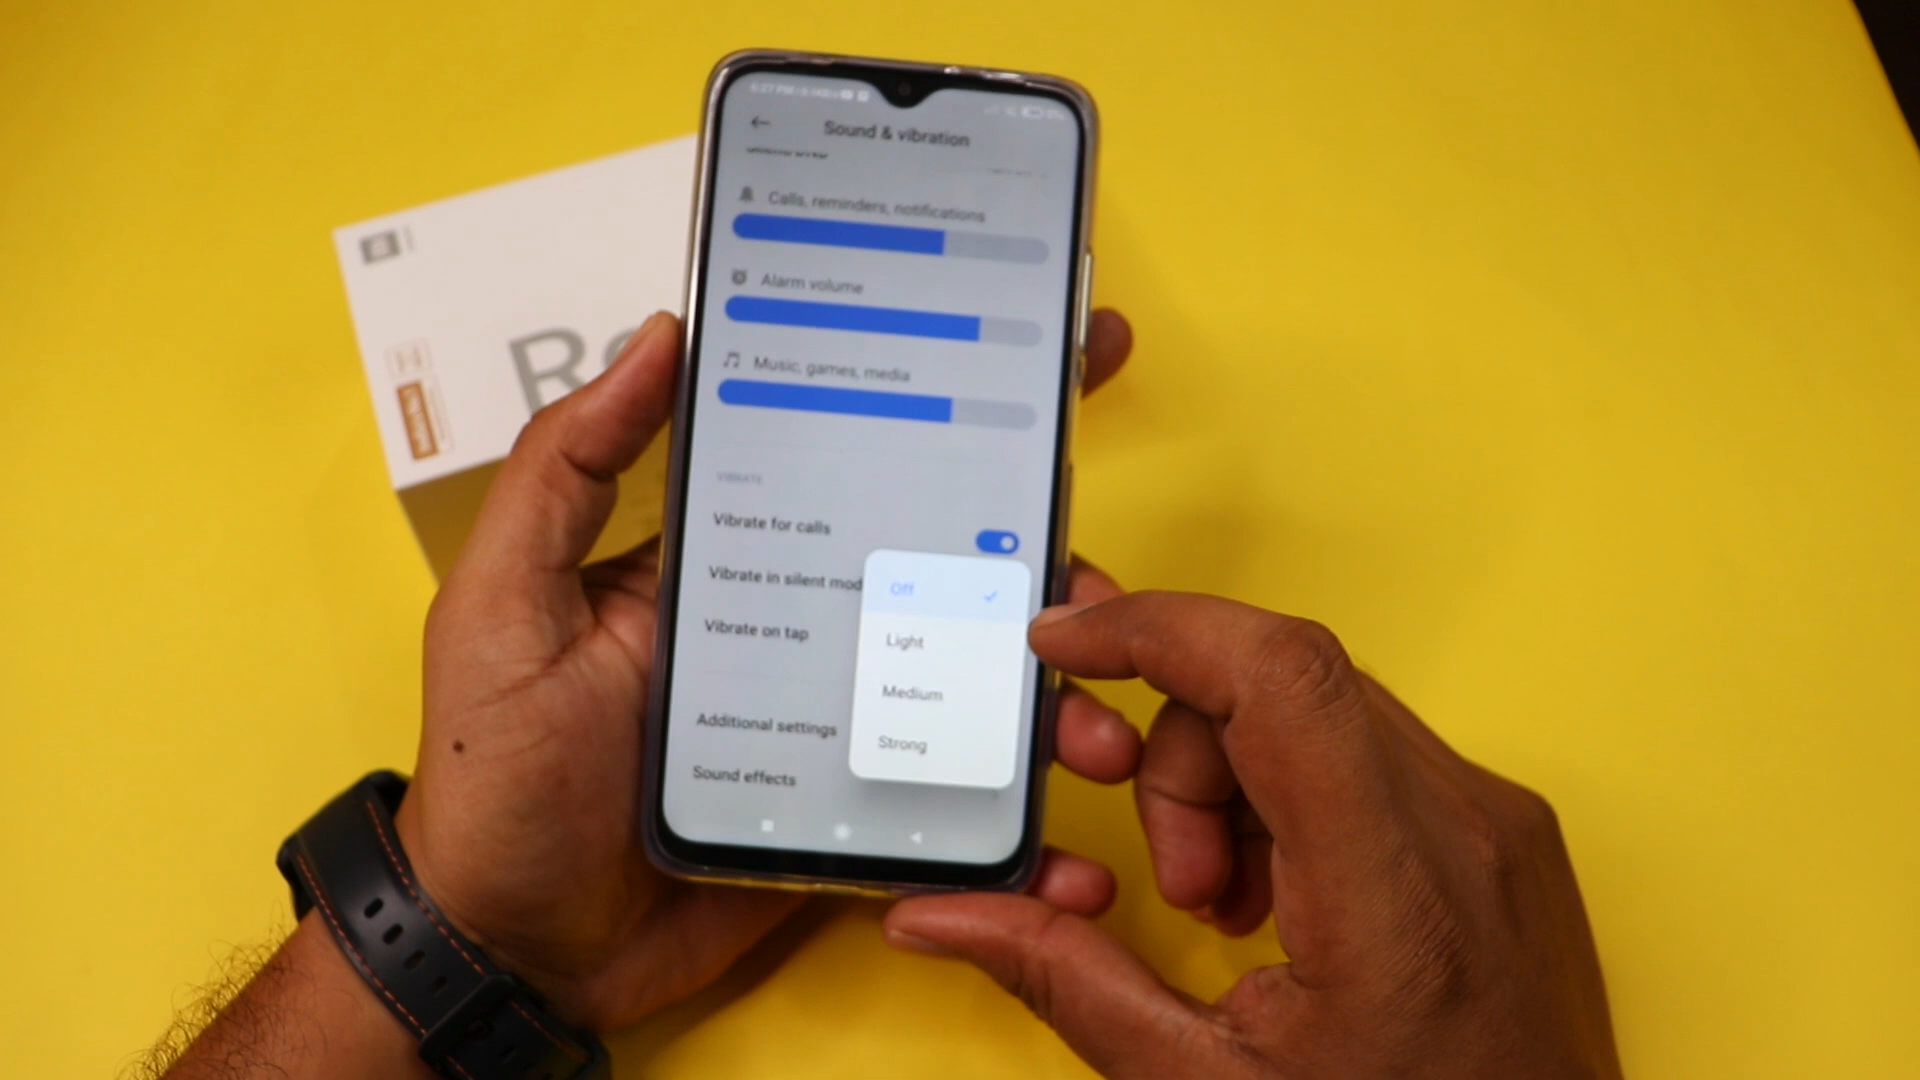 Sound & vibration
Calls, reminders, notifications
Alarm volume
Music, games, media
VIBRATE
Vibrate for calls
Vibrate in silent mod
Off
Vibrate on tap
Light
Medium
Additional settings
Strong
Sound effects